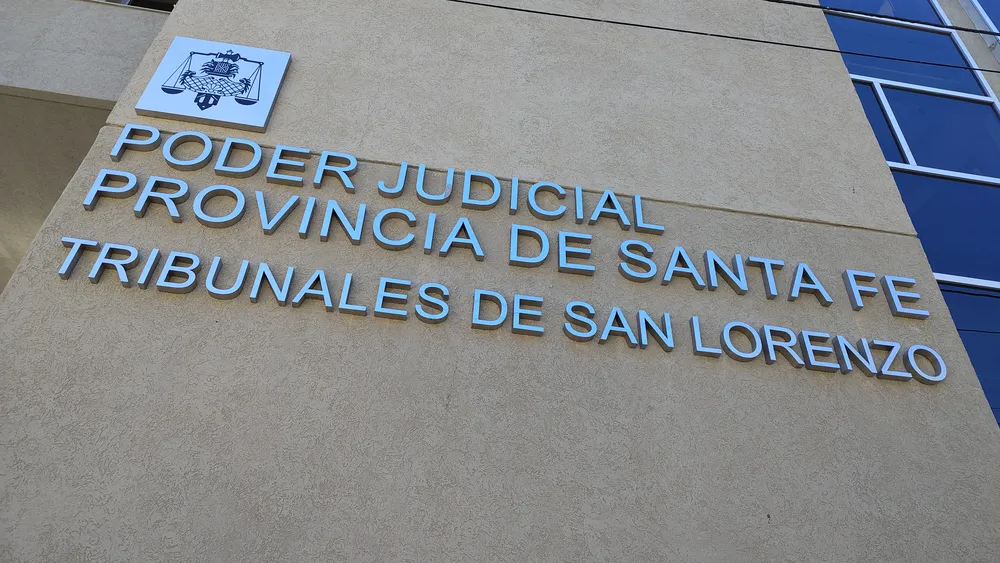 PODER JUDICIAL
PROVINCIA DE SANTA FE
TRIBUNALES DE SAN LORENZO